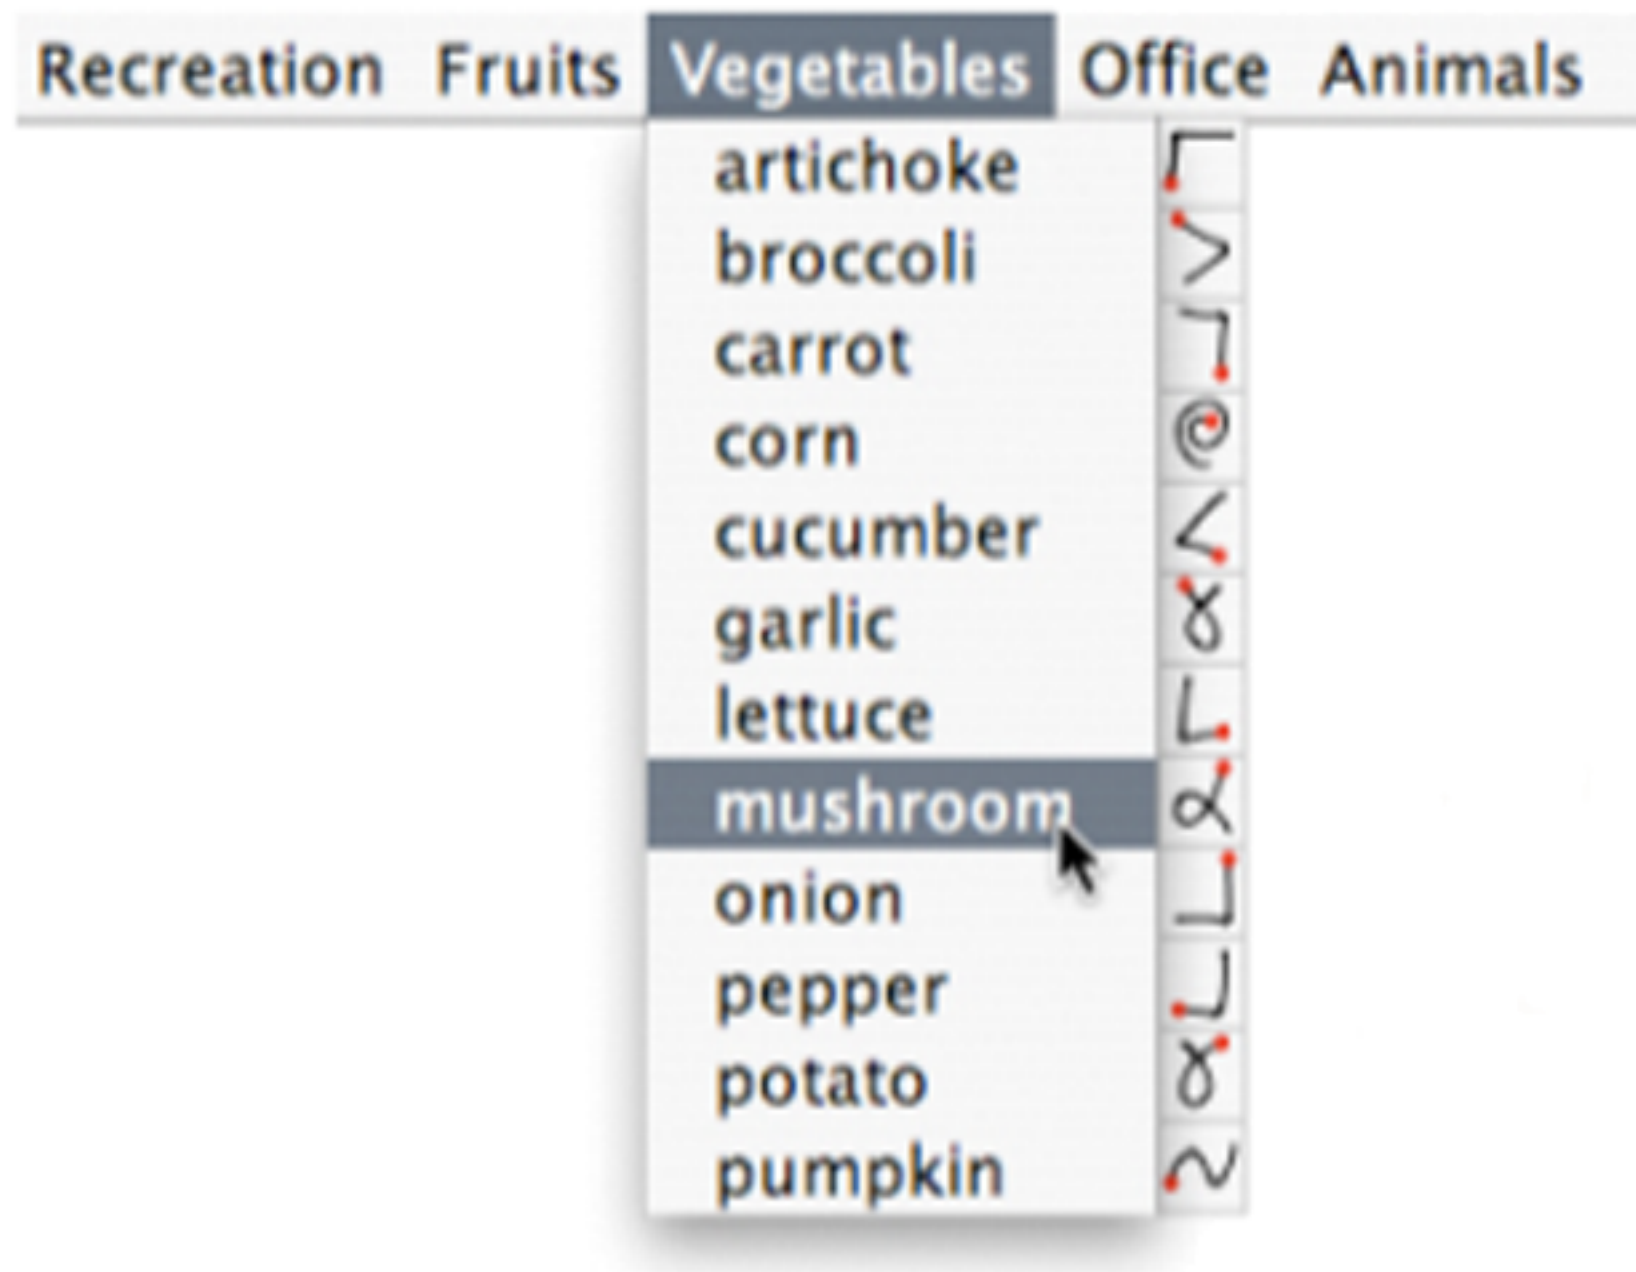 Recreation Fruits Vegetables Office Animals
artichoke
broccoli
carrot
corn
cucumber
garlic
lettuce
mushroom
onion
pepper
potato
pumpkin